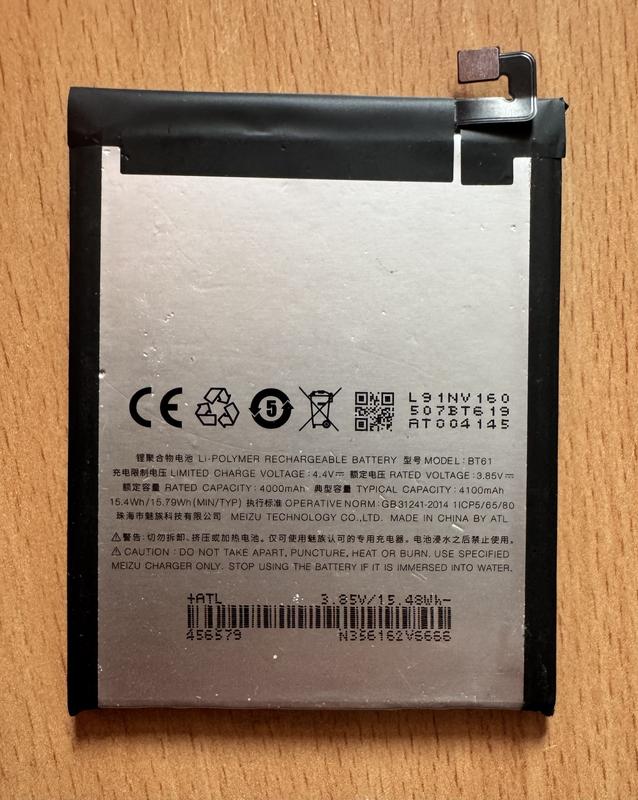 CE 5 L91NV160
507BT619
AT004145
锂聚合物电池 Li-POLYMER RECHARGEABLE BATTERY 型号 MODEL: BT61
充电限制电压 LIMITED CHARGE VOLTAGE: 4.4V⎓ 额定电压 RATED VOLTAGE: 3.85V⎓
额定容量 RATED CAPACITY: 4000mAh 典型容量 TYPICAL CAPACITY: 4100mAh
15.4Wh/15.79Wh(MIN/TYP) 执行标准 OPERATIVE NORM: GB31241-2014 1ICP5/65/80
珠海市魅族科技有限公司 MEIZU TECHNOLOGY CO.,LTD. MADE IN CHINA BY ATL
⚠警告: 切勿拆卸、挤压或加热电池。仅可使用魅族认可的专用充电器。电池浸水之后禁止使用。
⚠CAUTION: DO NOT TAKE APART, PUNCTURE, HEAT OR BURN. USE SPECIFIED
MEIZU CHARGER ONLY. STOP USING THE BATTERY IF IT IS IMMERSED INTO WATER.
+ATL 3.85V/15.48Wh-
456579 N356162V6666